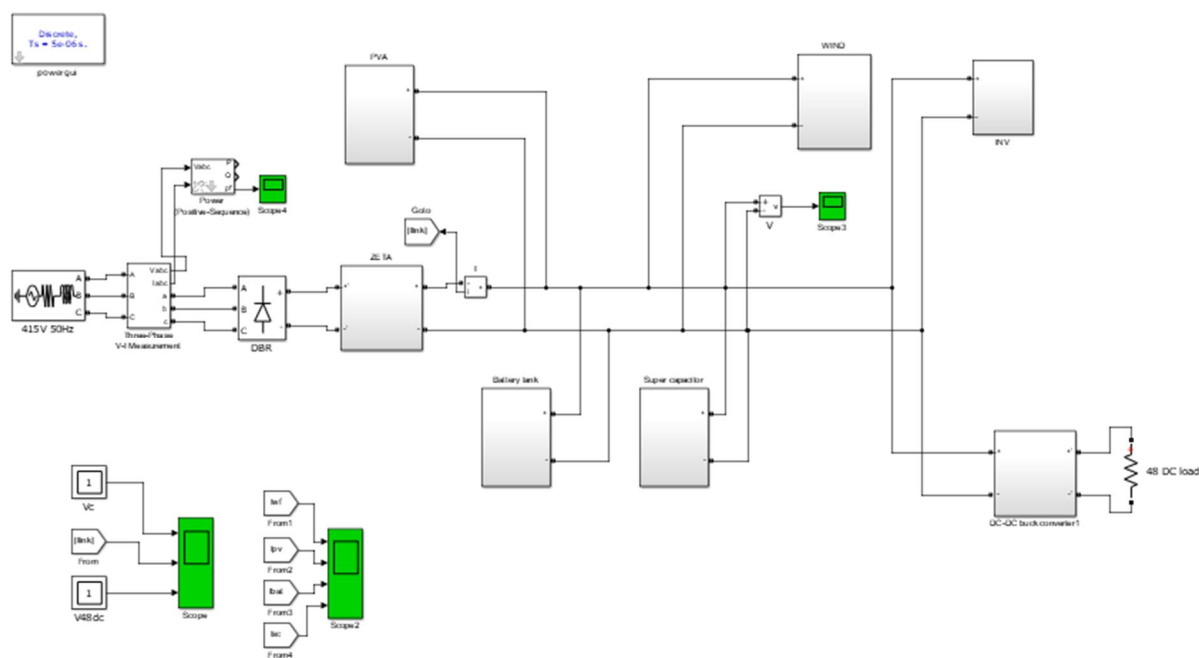 Discrete,
Ts = 5e-06 s.
powergui
PVA
WIND
INV
Vabc
P
Q
pf
Power
(Positive-Sequence)
Scope4
Goto
[link]
V
Scope3
ZETA
A
B
C
415V 50Hz
A
B
C
Vabc
Iabc
a
b
c
Three-Phase
V-I Measurement
A
B
C
+
-
DBR
Super capacitor
DC-DC buck converter1
48 DC load
1
Vc
[link]
From
1
V48dc
Scope
From1
Ipv
From2
Ibat
From3
From4
Scope2